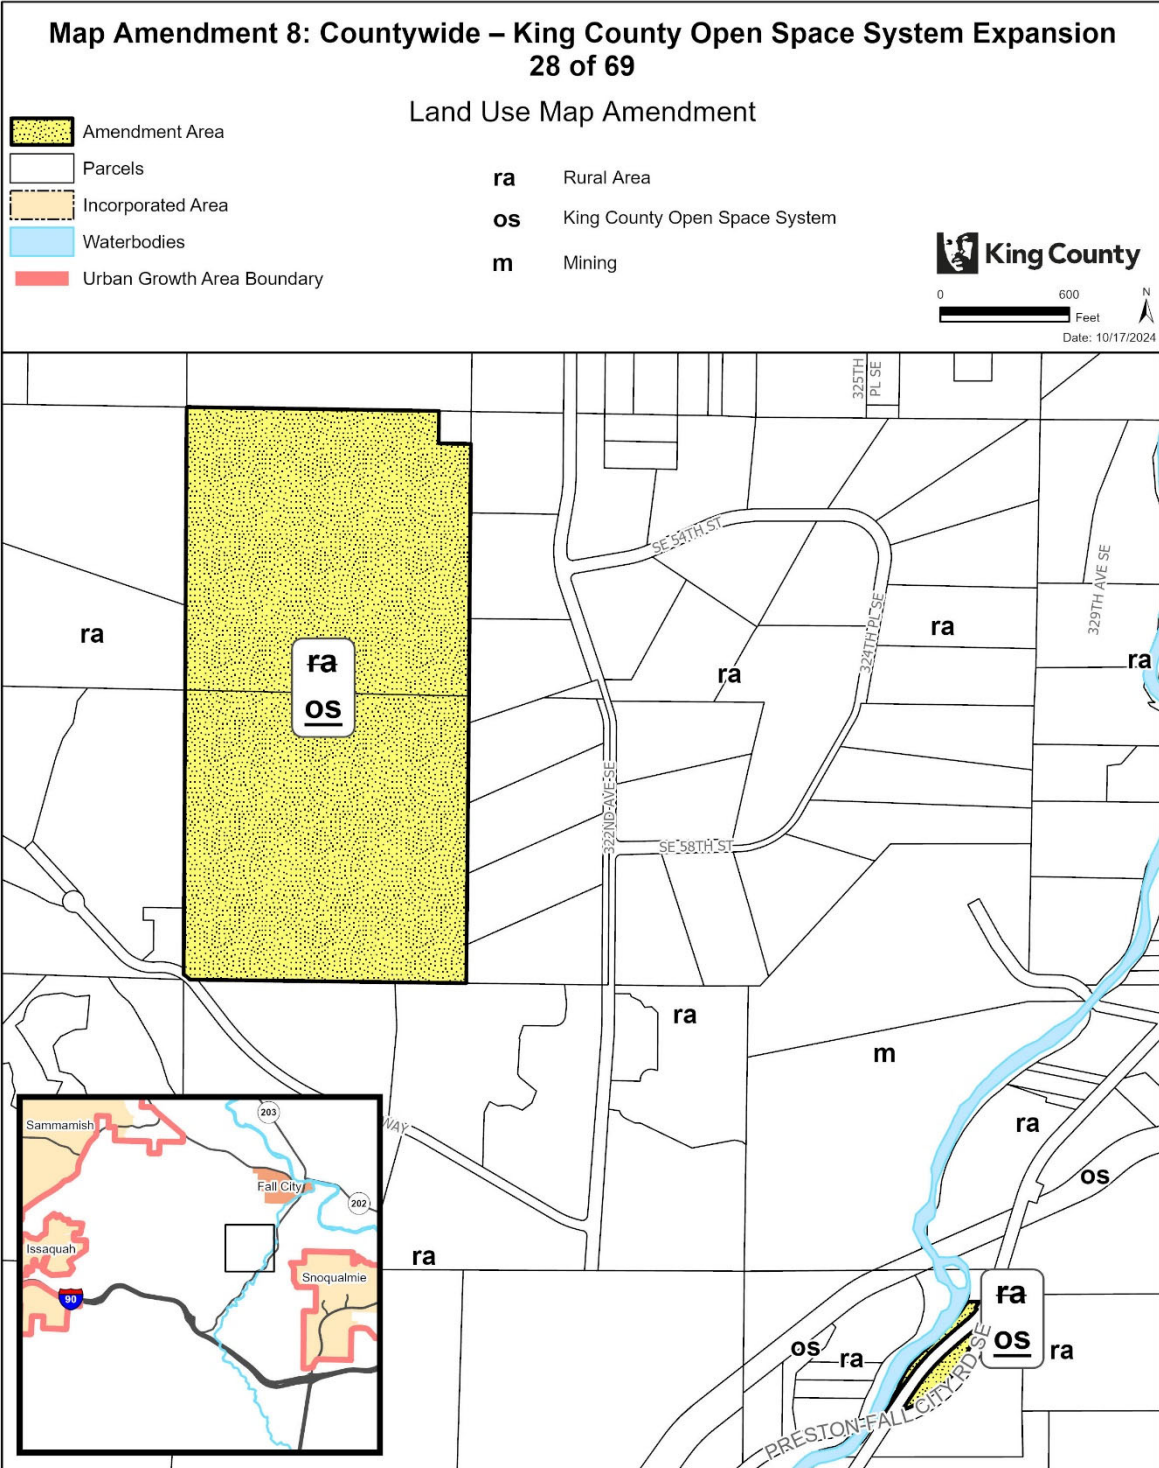 Map Amendment 8: Countywide – King County Open Space System Expansion
28 of 69
Land Use Map Amendment
Amendment Area
Parcels
Incorporated Area
Waterbodies
Urban Growth Area Boundary
ra Rural Area
os King County Open Space System
m Mining
King County
0 600
Feet
N
Date: 10/17/2024
325TH
PL SE
SE 54TH ST
329TH AVE SE
324TH PL SE
ra
ra
ra
ra
ra
os
322ND AVE SE
SE 58TH ST
ra
m
ra
os
WAY
ra
ra
os
os
ra
ra
PRESTON-FALL CITY RD SE
Sammamish
203
Fall City
202
Issaquah
Snoqualmie
90